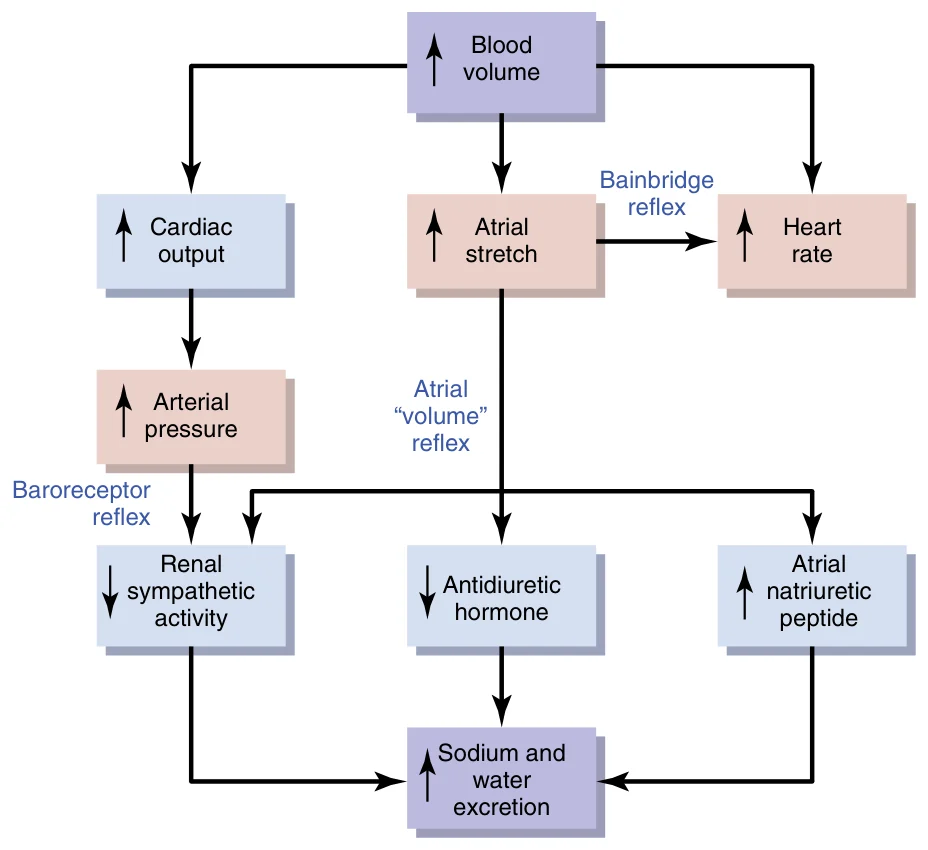 Blood
volume
Bainbridge
reflex
Cardiac
output
Atrial
stretch
Heart
rate
Arterial
pressure
Atrial
“volume”
reflex
Baroreceptor
reflex
Renal
sympathetic
activity
Antidiuretic
hormone
Atrial
natriuretic
peptide
Sodium and
water
excretion